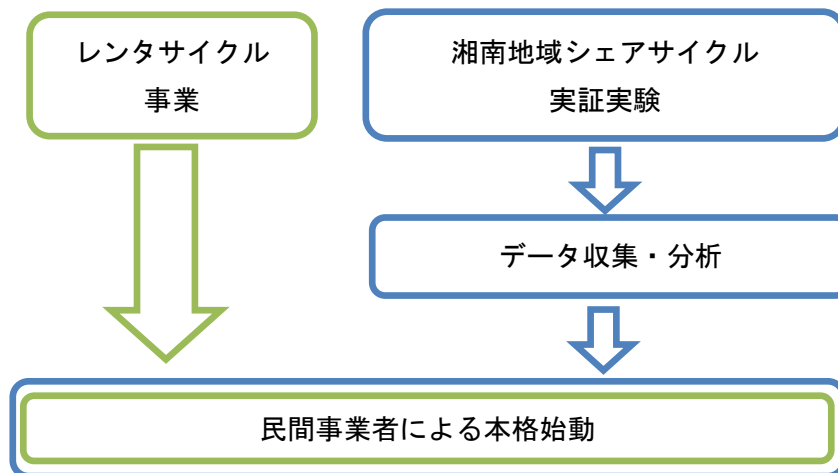 レンタサイクル
事業
湘南地域シェアサイクル
実証実験
データ収集・分析
民間事業者による本格始動